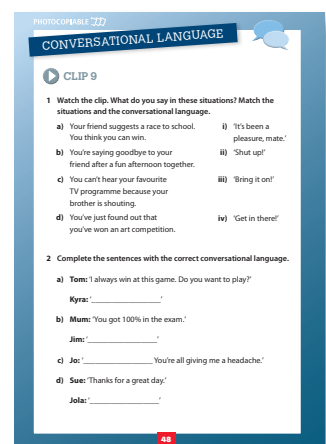 PHOTOCOPIABLE
CONVERSATIONAL LANGUAGE
CLIP 9
1 Watch the clip. What do you say in these situations? Match the
situations and the conversational language.
a) Your friend suggests a race to school.
You think you can win.
i) 'It's been a
pleasure, mate.'
b) You're saying goodbye to your
friend after a fun afternoon together.
ii) 'Shut up!'
c) You can't hear your favourite
TV programme because your
brother is shouting.
iii) 'Bring it on!'
d) You've just found out that
you've won an art competition.
iv) 'Get in there!'
2 Complete the sentences with the correct conversational language.
a) Tom: 'I always win at this game. Do you want to play?'
Kyra: '__________________'
b) Mum: 'You got 100% in the exam.'
Jim: '__________________'
c) Jo: '__________________ You're all giving me a headache.'
d) Sue: 'Thanks for a great day.'
Jola: '__________________'
48